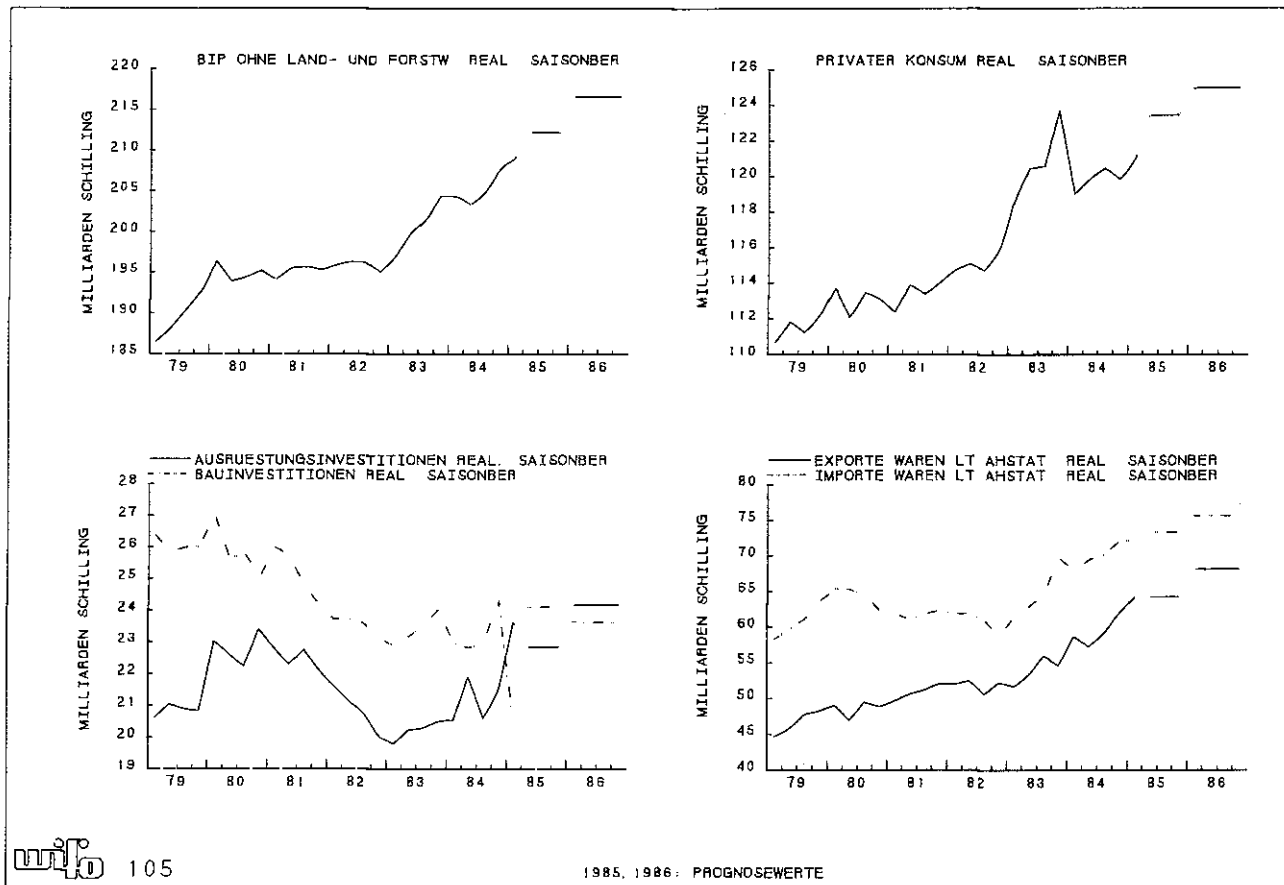 BIP OHNE LAND- UND FORSTW REAL SAISONBER
MILLIARDEN SCHILLING
220
215
210
205
200
195
190
185
79 80 81 82 83 84 85 86
PRIVATER KONSUM REAL SAISONBER
MILLIARDEN SCHILLING
126
124
122
120
118
116
114
112
110
79 80 81 82 83 84 85 86
AUSRUESTUNGSINVESTITIONEN REAL. SAISONBER
BAUINVESTITIONEN REAL SAISONBER
MILLIARDEN SCHILLING
28
27
26
25
24
23
22
21
20
19
79 80 81 82 83 84 85 86
EXPORTE WAREN LT AHSTAT REAL SAISONBER
IMPORTE WAREN LT AHSTAT REAL SAISONBER
MILLIARDEN SCHILLING
80
75
70
65
60
55
50
45
40
79 80 81 82 83 84 85 86
wifo 105
1985, 1986: PROGNOSEWERTE